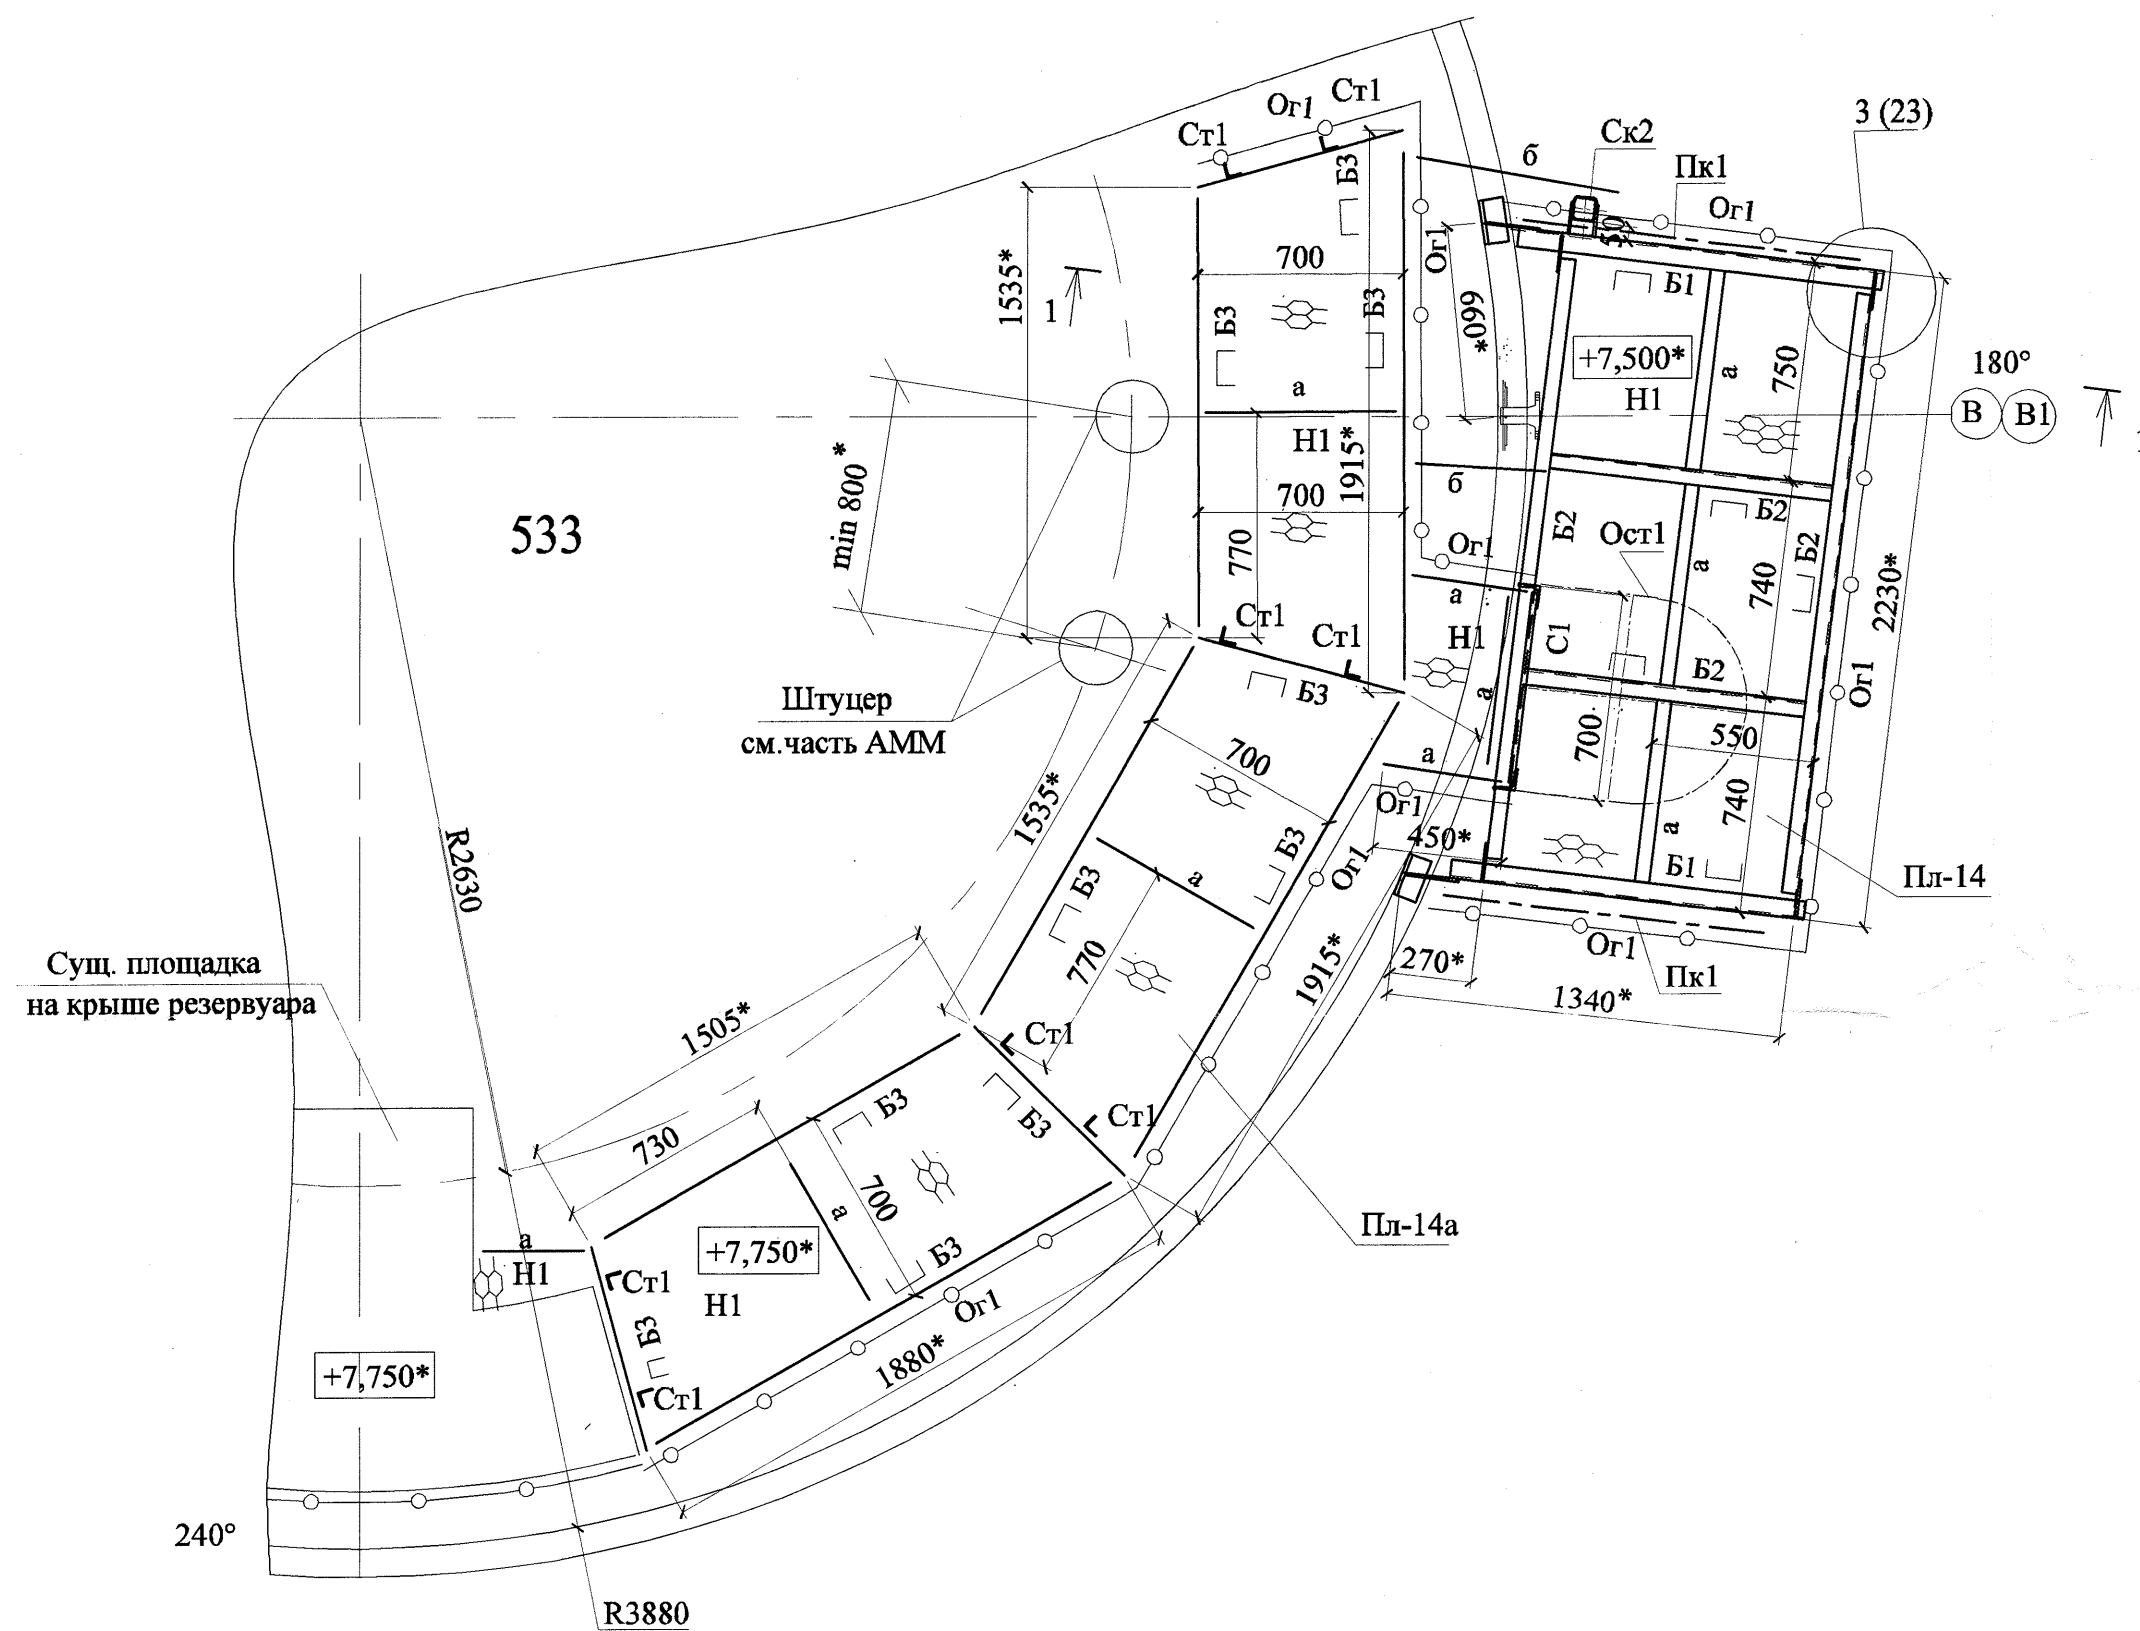 Ст1
Ог1
Ст1
3 (23)
Ск2
Пк1
Ог1
б
Б3
1535*
700
Ог1
50
Б1
1
Б3
Б3
660*
+7,500*
Н1
а
750
180°
В
В1
а
Н1
1915*
min 800*
533
700
б
770
Ог1
Б2
Ост1
Б2
а
Б2
740
2230*
Ст1
Ст1
а
Н1
С1
Б2
Б3
а
Ог1
Штуцер
см.часть АММ
700
700
550
а
Ог1
450*
1535*
Б3
Ог1
740
а
Б1
Пл-14
а
Б3
R2630
770
1915*
270*
Ог1
Пк1
1340*
Сущ. площадка
на крыше резервуара
1505*
Ст1
Б3
Б3
Ст1
730
700
а
Пл-14а
а
Н1
Ст1
+7,750*
Н1
Б3
Ог1
Б3
1880*
+7,750*
Ст1
240°
R3880